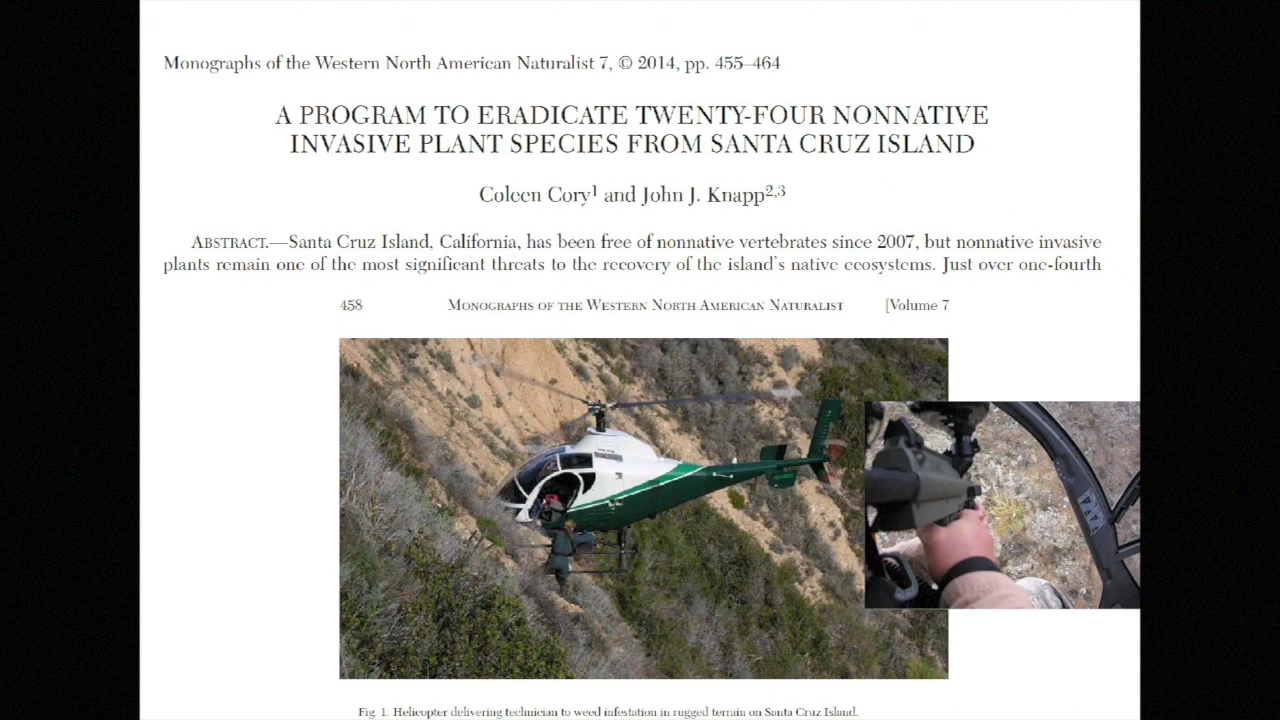 Monographs of the Western North American Naturalist 7, © 2014, pp. 455–464
A PROGRAM TO ERADICATE TWENTY-FOUR NONNATIVE
INVASIVE PLANT SPECIES FROM SANTA CRUZ ISLAND
Coleen Cory1 and John J. Knapp2,3
ABSTRACT.—Santa Cruz Island, California, has been free of nonnative vertebrates since 2007, but nonnative invasive
plants remain one of the most significant threats to the recovery of the island's native ecosystems. Just over one-fourth
458 MONOGRAPHS OF THE WESTERN NORTH AMERICAN NATURALIST [Volume 7
Fig. 1. Helicopter delivering technician to weed infestation in rugged terrain on Santa Cruz Island.